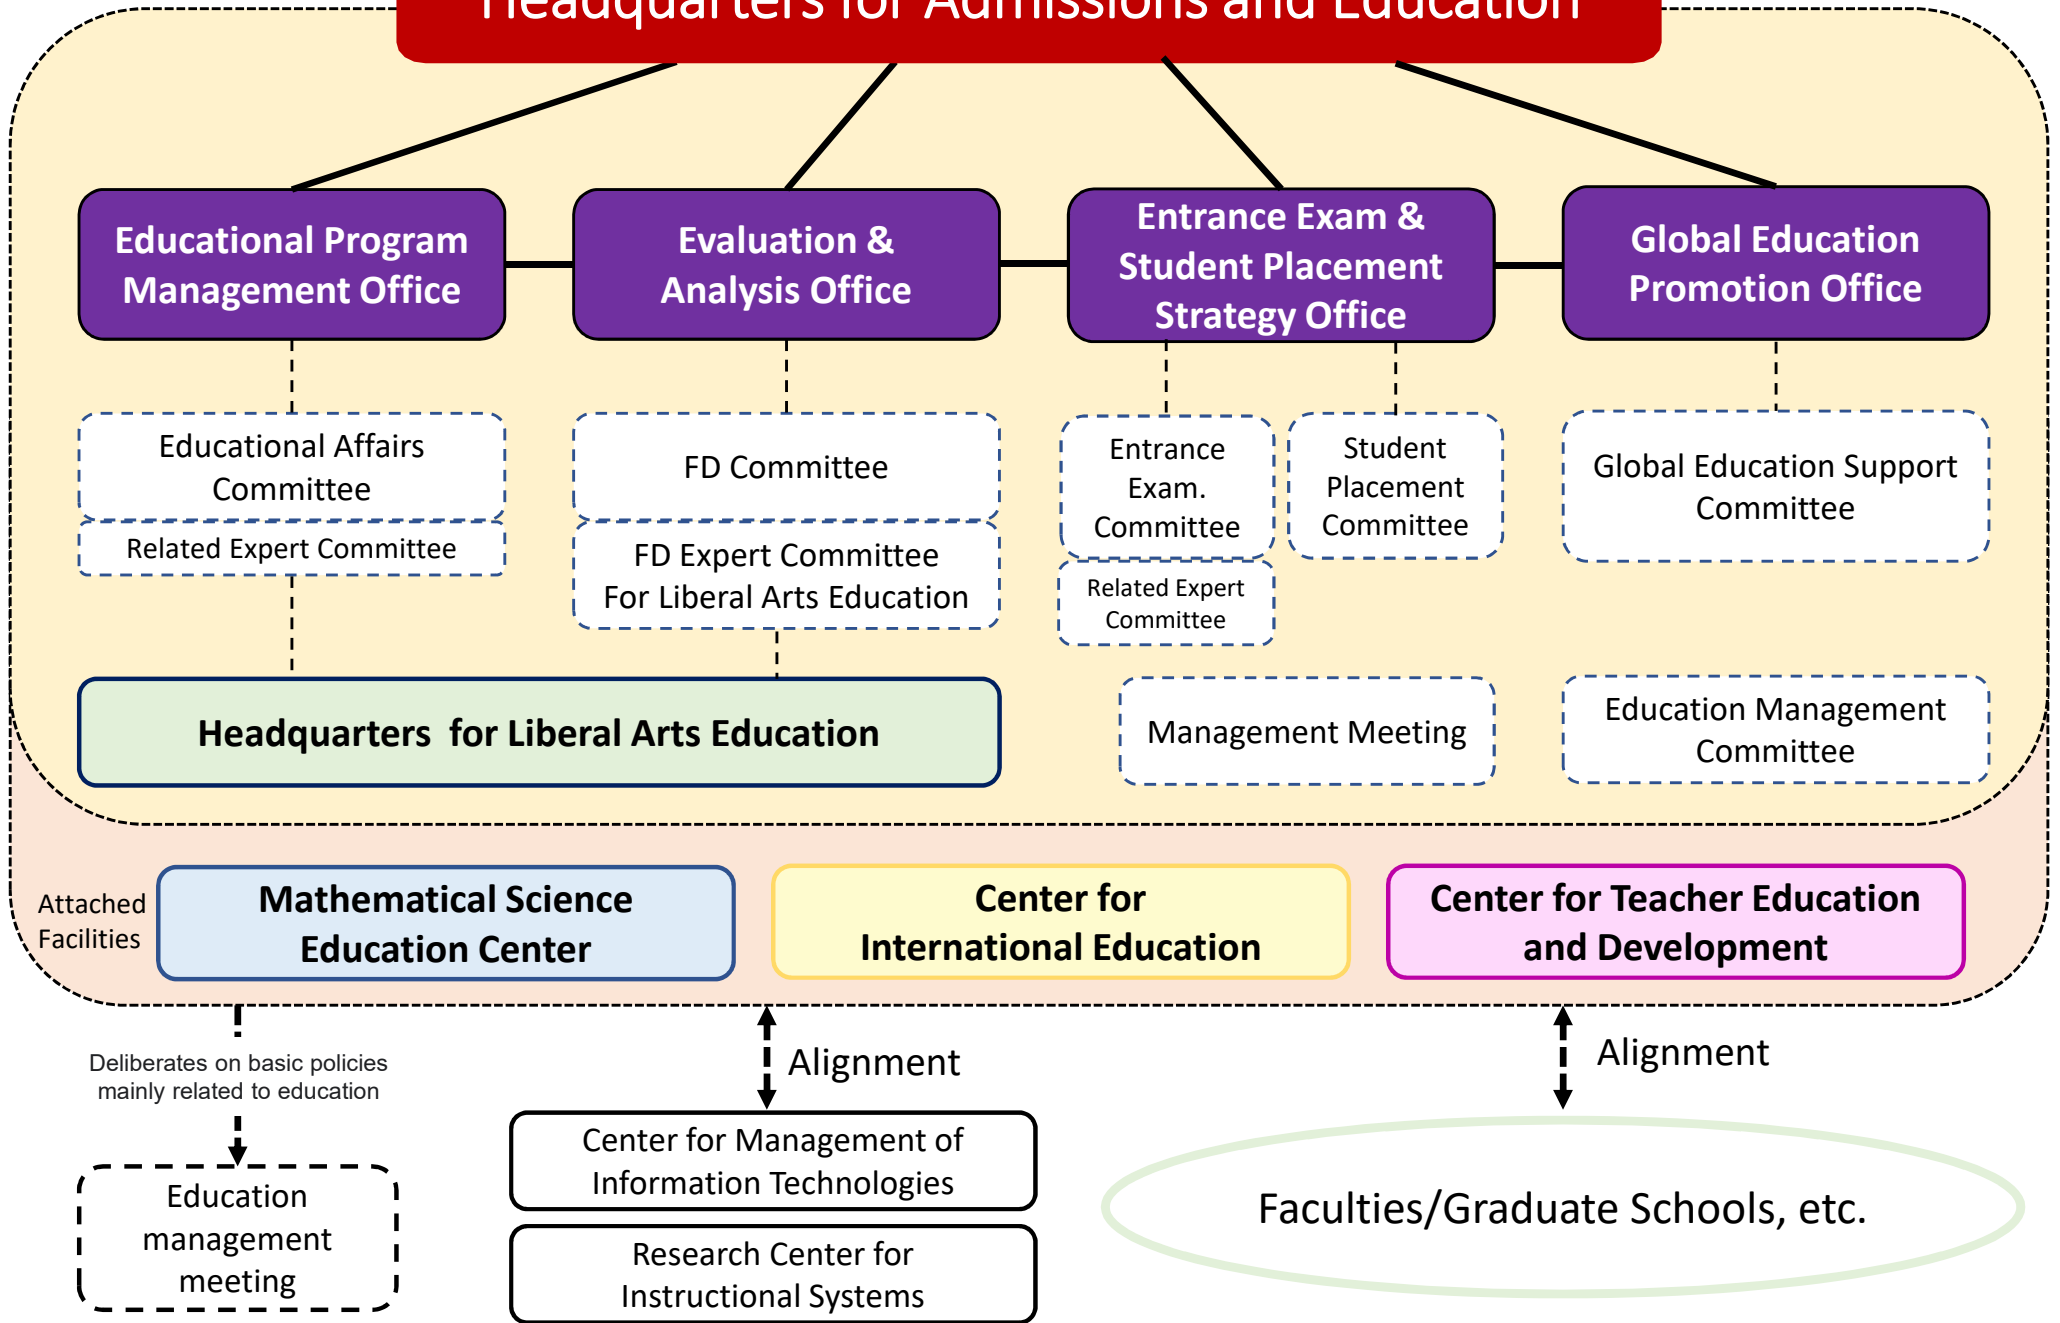 Headquarters for Admissions and Education
Educational Program
Management Office
Evaluation &
Analysis Office
Entrance Exam &
Student Placement
Strategy Office
Global Education
Promotion Office
Educational Affairs
Committee
Related Expert Committee
FD Committee
FD Expert Committee
For Liberal Arts Education
Entrance
Exam.
Committee
Related Expert
Committee
Student
Placement
Committee
Global Education Support
Committee
Headquarters  for Liberal Arts Education
Management Meeting
Education Management
Committee
Attached
Facilities
Mathematical Science
Education Center
Center for
International Education
Center for Teacher Education
and Development
Deliberates on basic policies
mainly related to education
Alignment
Alignment
Education
management
meeting
Center for Management of
Information Technologies
Research Center for
Instructional Systems
Faculties/Graduate Schools, etc.